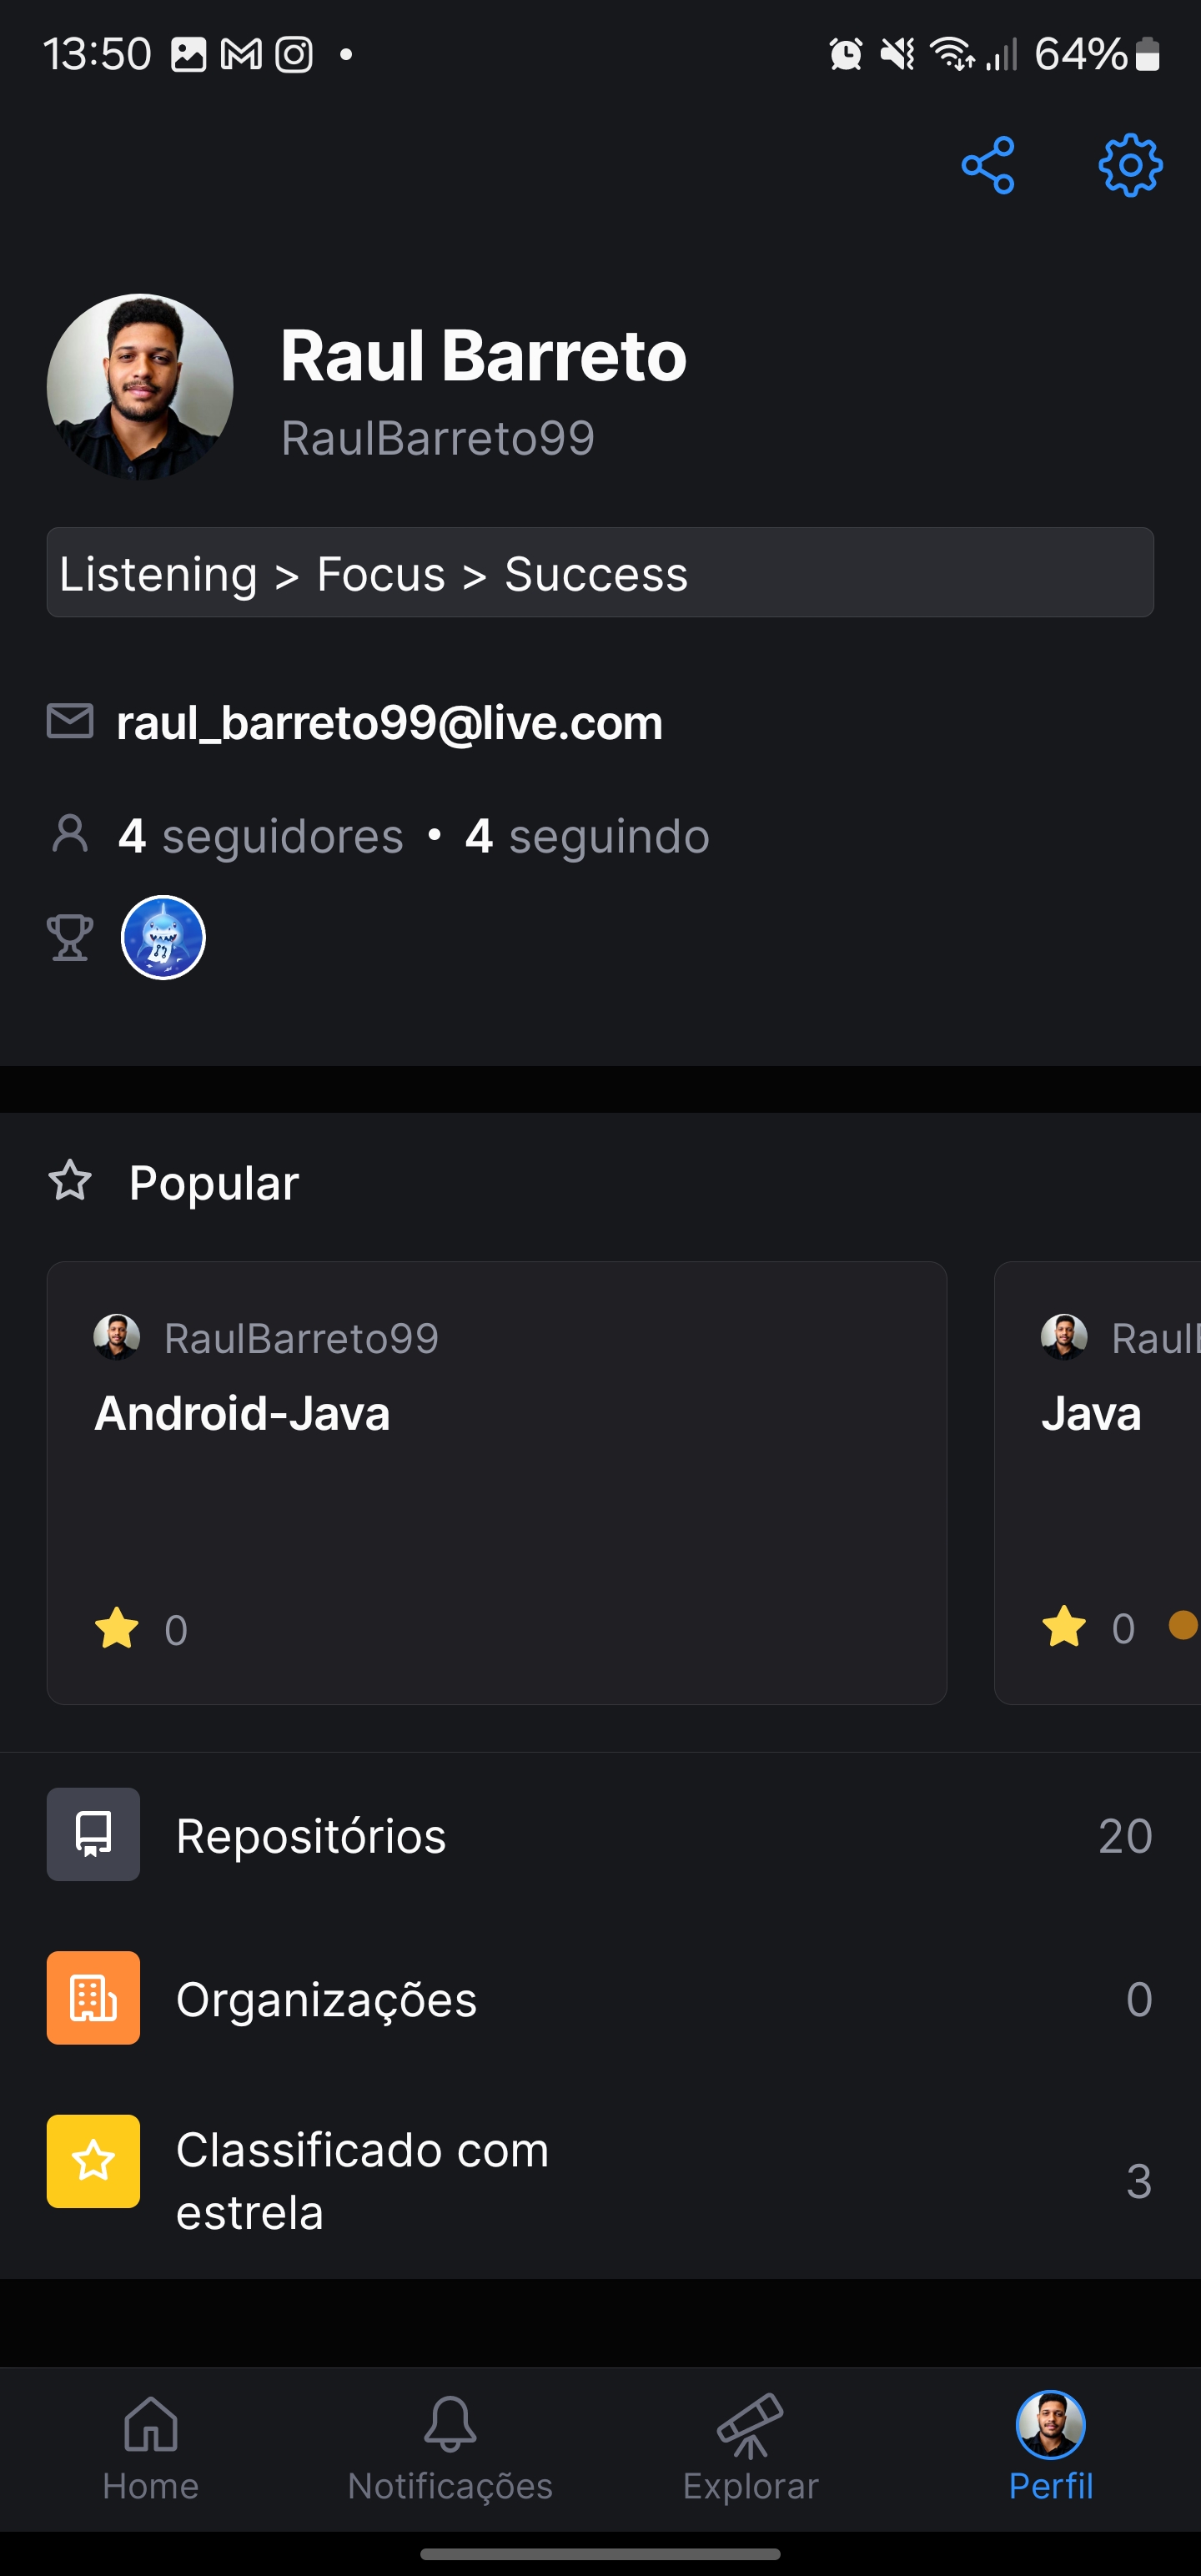 13:50
64%
Raul Barreto
RaulBarreto99
Listening > Focus > Success
raul_barreto99@live.com
4 seguidores • 4 seguindo
Popular
RaulBarreto99
Android-Java
0
Raul
Java
0
Repositórios 20
Organizações 0
Classificado com
estrela
3
Home
Notificações
Explorar
Perfil